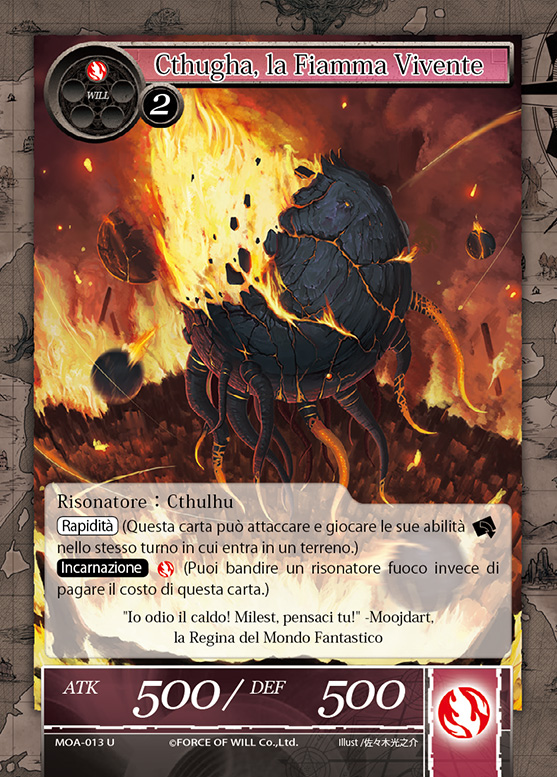 Cthugha, la Fiamma Vivente
WILL
2
Risonatore : Cthulhu
Rapidità (Questa carta può attaccare e giocare le sue abilità
nello stesso turno in cui entra in un terreno.)
Incarnazione (Puoi bandire un risonatore fuoco invece di
pagare il costo di questa carta.)
"Io odio il caldo! Milest, pensaci tu!" -Moojdart,
la Regina del Mondo Fantastico
ATK 500 / DEF 500
MOA-013 U ©FORCE OF WILL Co.,Ltd. Illust /佐々木光之介